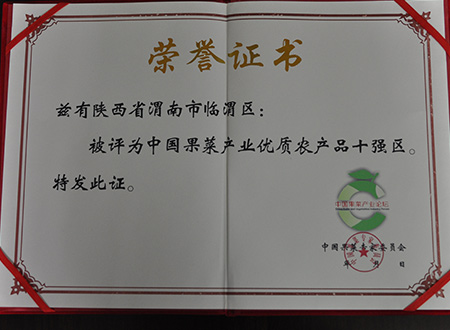 荣誉证书
兹有陕西省渭南市临渭区：
被评为中国果菜产业优质农产品十强区。
特发此证。
中国果菜产业论坛
中国果菜专家委员会
年 月 日